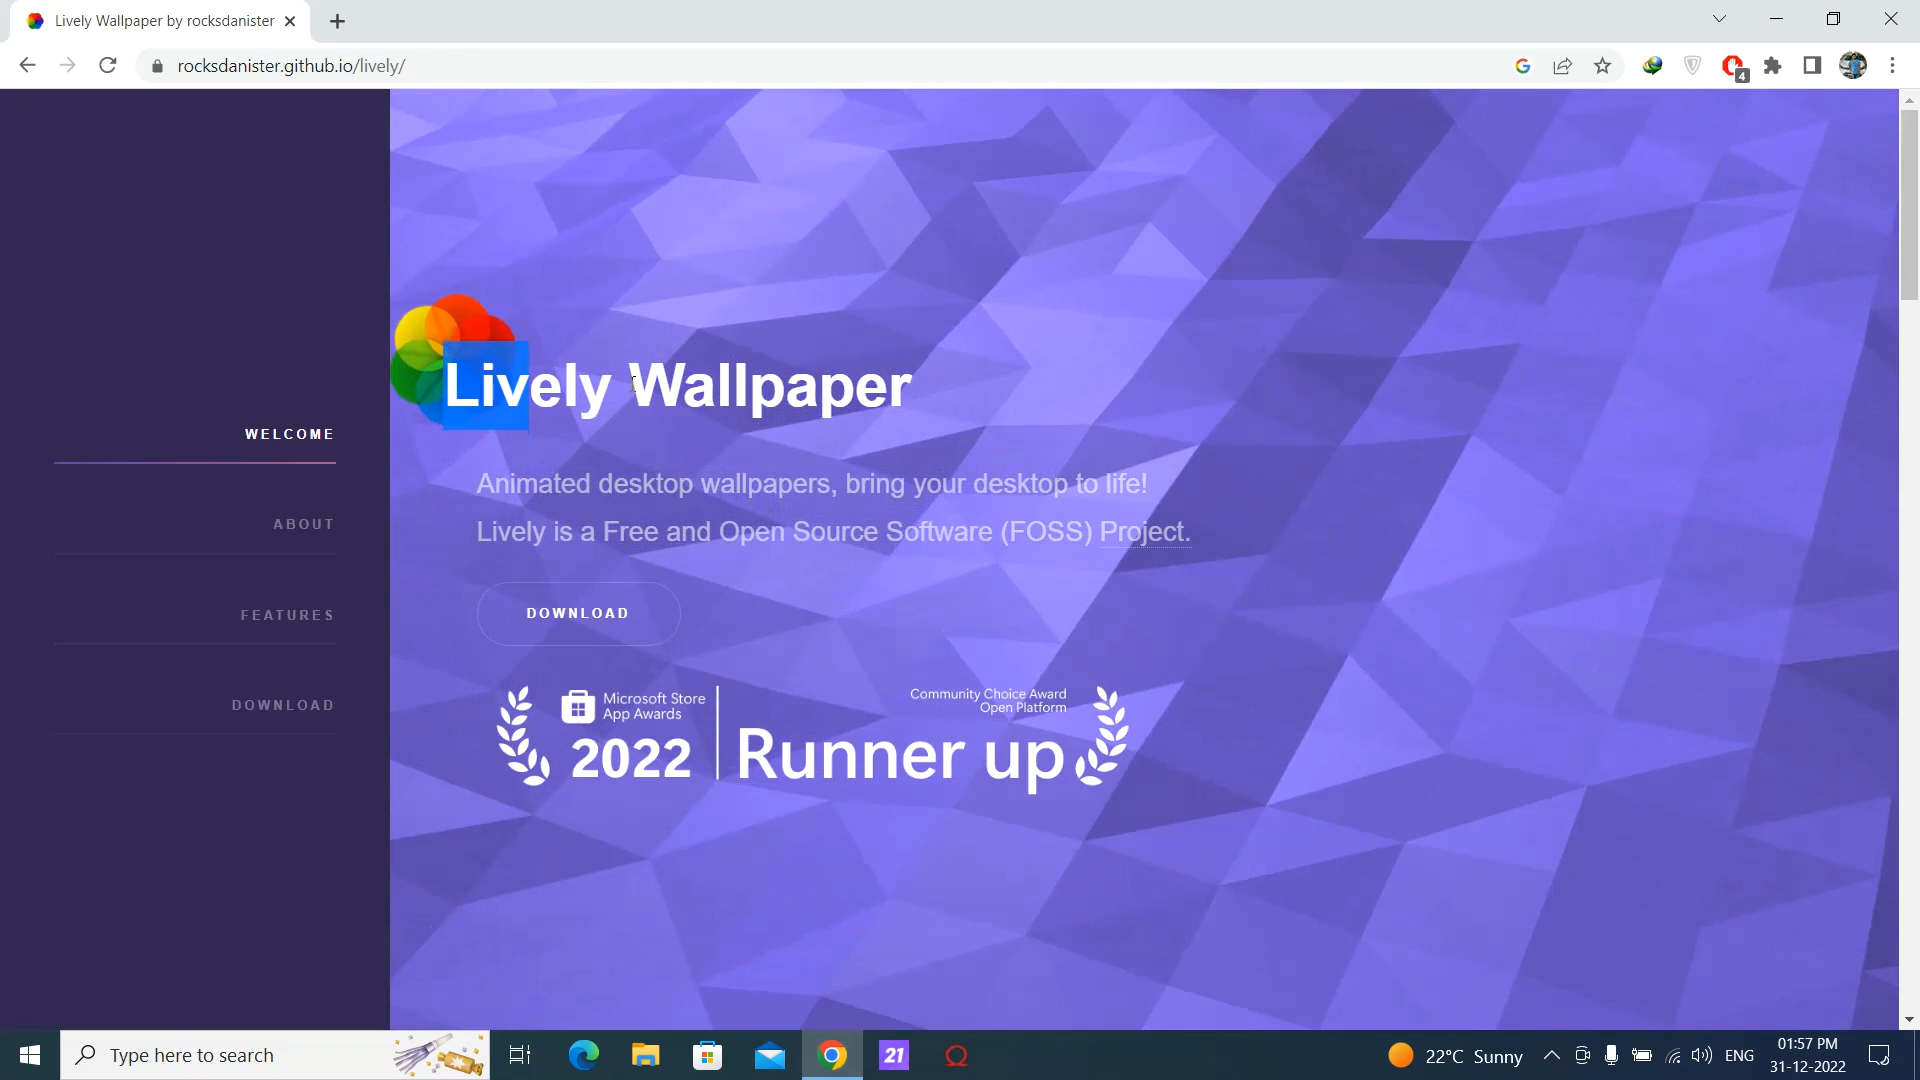 Lively Wallpaper by rocksdanister
rocksdanister.github.io/lively/
4
WELCOME
ABOUT
FEATURES
DOWNLOAD
Lively Wallpaper
Animated desktop wallpapers, bring your desktop to life!
Lively is a Free and Open Source Software (FOSS) Project.
DOWNLOAD
Microsoft Store
App Awards
2022
Community Choice Award
Open Platform
Runner up
Type here to search
21
22°C Sunny
ENG
01:57 PM
31-12-2022